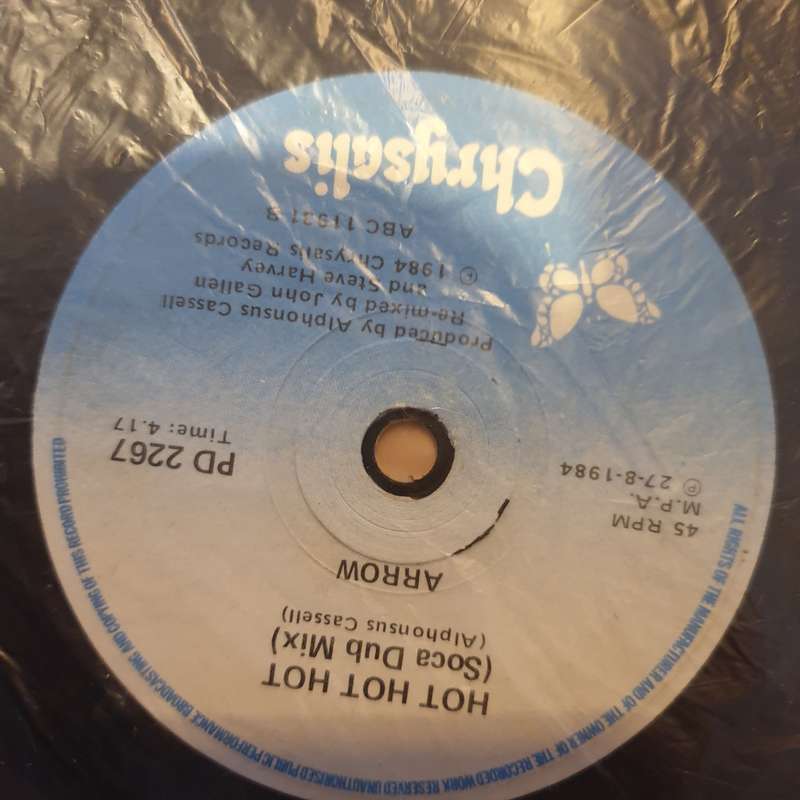 Chrysalis
ABC 11931-B
© 1984 Chrysalis Records
and Steve Harvey
Re-mixed by John Gallen
Produced by Alphonsus Cassell
PD 2267
Time: 4.17
45 RPM
M.P.A.
℗ 27-8-1984
ARROW
(Alphonsus Cassell)
(Soca Dub Mix)
HOT HOT HOT
ALL RIGHTS OF THE MANUFACTURER AND OF THE OWNER OF THE RECORDED WORK RESERVED UNAUTHORISED PUBLIC PERFORMANCE BROADCASTING AND COPYING OF THIS RECORD PROHIBITED